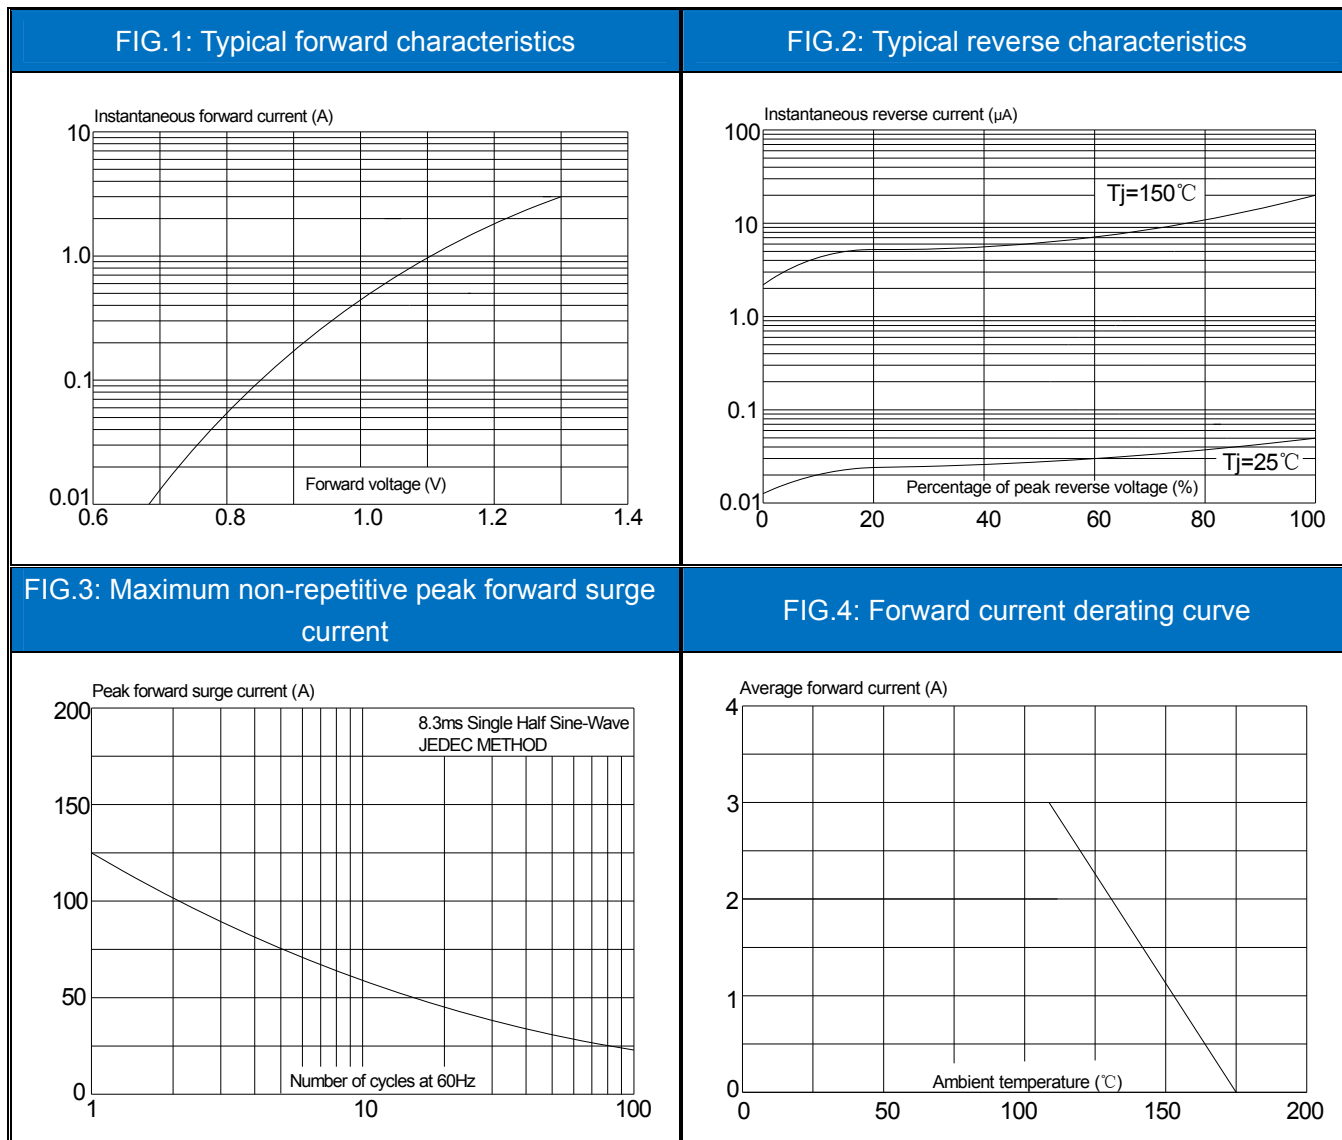 FIG.1: Typical forward characteristics
FIG.2: Typical reverse characteristics
Instantaneous forward current (A)
10
1.0
0.1
0.01
Forward voltage (V)
0.6 0.8 1.0 1.2 1.4
Instantaneous reverse current (μA)
100
Tj=150℃
10
1.0
0.1
Tj=25℃
Percentage of peak reverse voltage (%)
0.01
0 20 40 60 80 100
FIG.3: Maximum non-repetitive peak forward surge
current
FIG.4: Forward current derating curve
Peak forward surge current (A)
200
8.3ms Single Half Sine-Wave
JEDEC METHOD
150
100
50
0
Number of cycles at 60Hz
1 10 100
Average forward current (A)
4
3
2
1
0
Ambient temperature (℃)
0 50 100 150 200